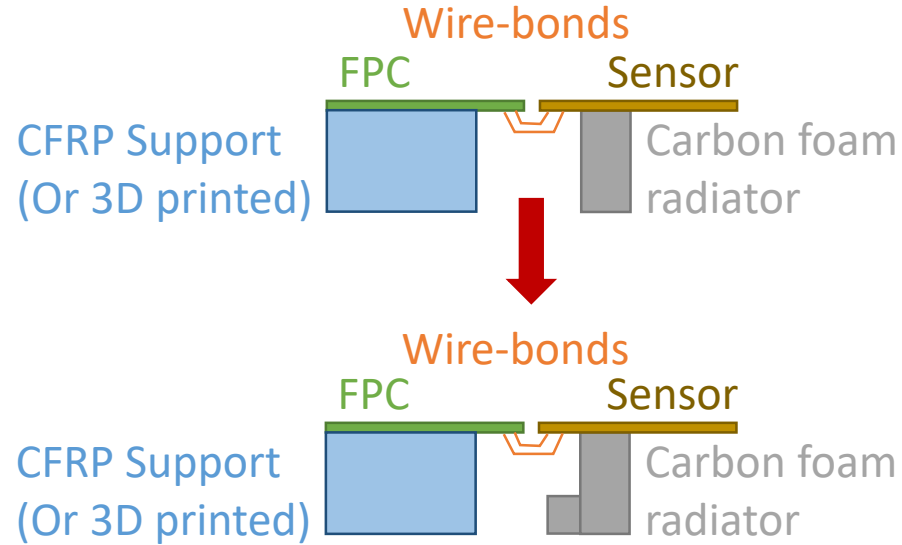 Wire-bonds
FPC
Sensor
CFRP Support
(Or 3D printed)
Carbon foam
radiator
Wire-bonds
FPC
Sensor
CFRP Support
(Or 3D printed)
Carbon foam
radiator